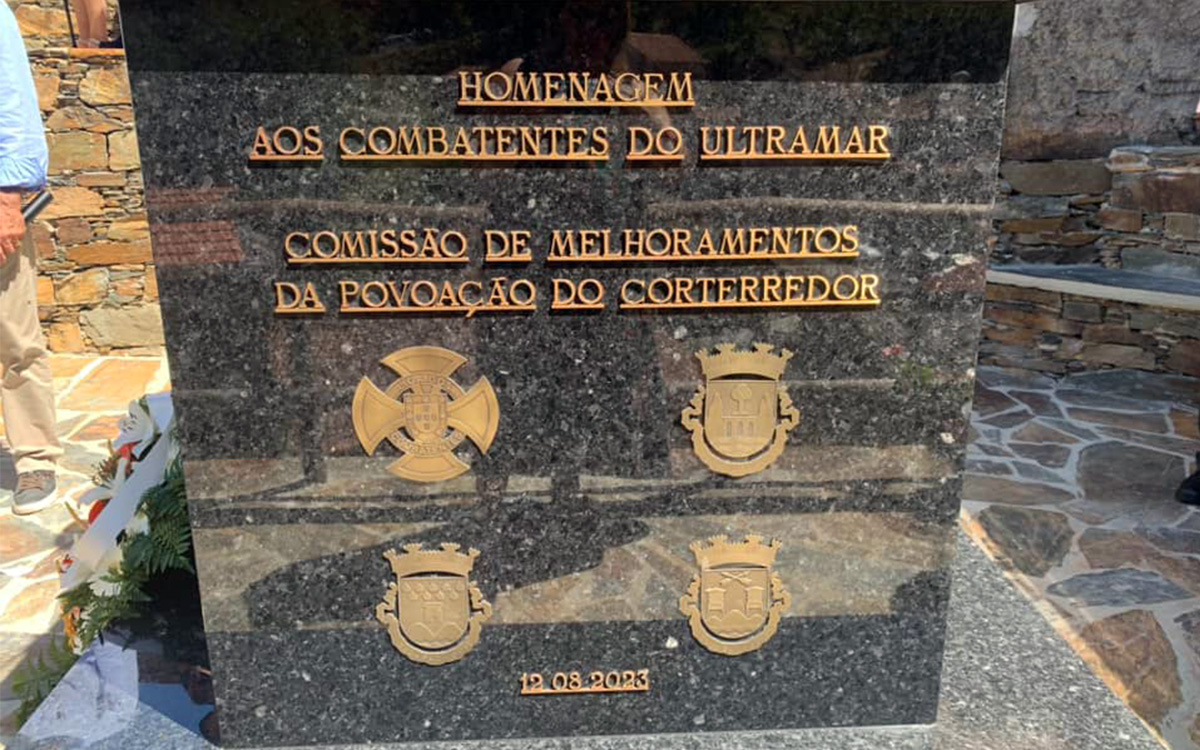 HOMENAGEM
AOS COMBATENTES DO ULTRAMAR
COMISSÃO DE MELHORAMENTOS
DA POVOAÇÃO DO CORTERREDOR
12.08.2023